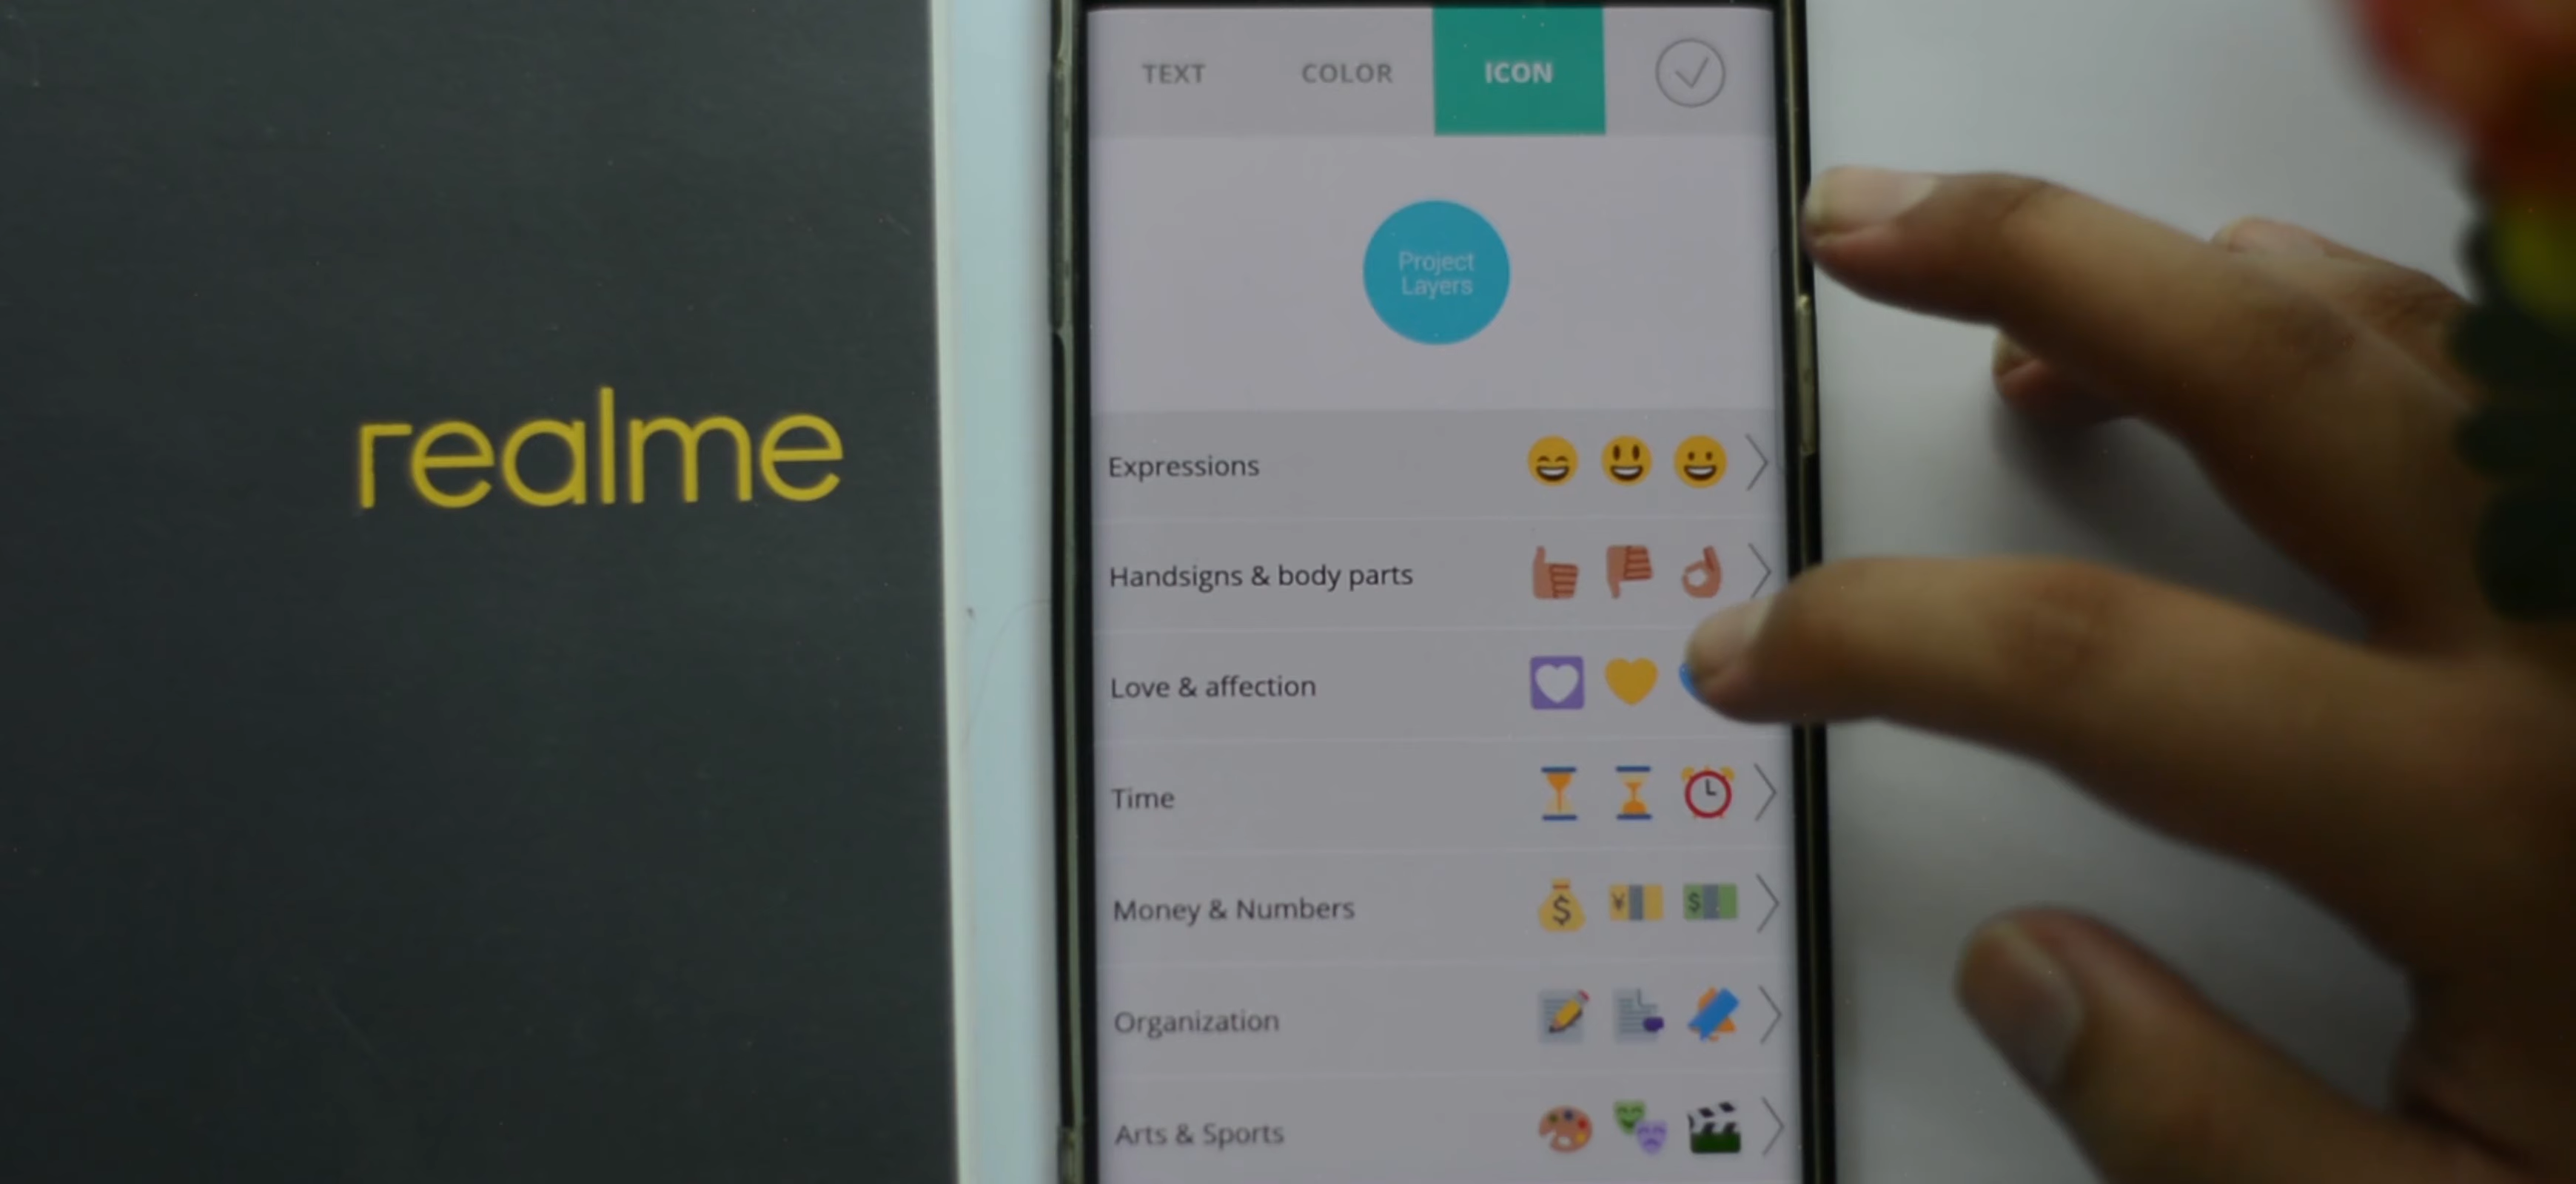 realme
TEXT COLOR ICON
Project
Layers
Expressions
Handsigns & body parts
Love & affection
Time
Money & Numbers
Organization
Arts & Sports